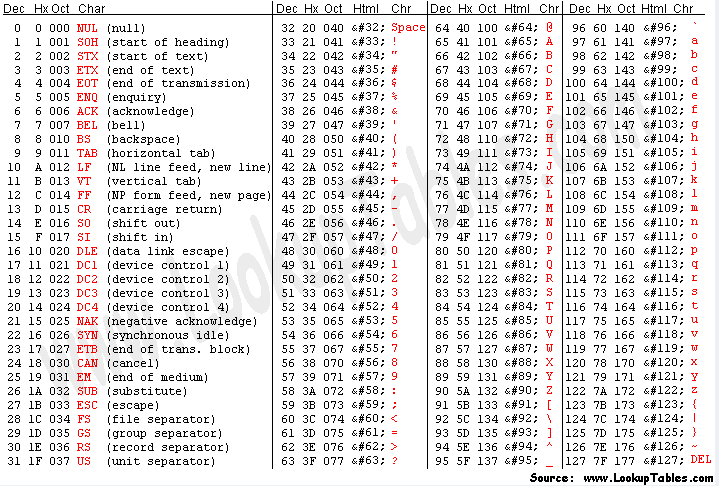 Dec Hx Oct Char Dec Hx Oct Html Chr Dec Hx Oct Html Chr Dec Hx Oct Html Chr
0 0 000 NUL (null) 32 20 040 &#32; Space 64 40 100 &#64; @ 96 60 140 &#96; `
1 1 001 SOH (start of heading) 33 21 041 &#33; ! 65 41 101 &#65; A 97 61 141 &#97; a
2 2 002 STX (start of text) 34 22 042 &#34; " 66 42 102 &#66; B 98 62 142 &#98; b
3 3 003 ETX (end of text) 35 23 043 &#35; # 67 43 103 &#67; C 99 63 143 &#99; c
4 4 004 EOT (end of transmission) 36 24 044 &#36; $ 68 44 104 &#68; D 100 64 144 &#100; d
5 5 005 ENQ (enquiry) 37 25 045 &#37; % 69 45 105 &#69; E 101 65 145 &#101; e
6 6 006 ACK (acknowledge) 38 26 046 &#38; & 70 46 106 &#70; F 102 66 146 &#102; f
7 7 007 BEL (bell) 39 27 047 &#39; ' 71 47 107 &#71; G 103 67 147 &#103; g
8 8 010 BS (backspace) 40 28 050 &#40; ( 72 48 110 &#72; H 104 68 150 &#104; h
9 9 011 TAB (horizontal tab) 41 29 051 &#41; ) 73 49 111 &#73; I 105 69 151 &#105; i
10 A 012 LF (NL line feed, new line) 42 2A 052 &#42; * 74 4A 112 &#74; J 106 6A 152 &#106; j
11 B 013 VT (vertical tab) 43 2B 053 &#43; + 75 4B 113 &#75; K 107 6B 153 &#107; k
12 C 014 FF (NP form feed, new page) 44 2C 054 &#44; , 76 4C 114 &#76; L 108 6C 154 &#108; l
13 D 015 CR (carriage return) 45 2D 055 &#45; - 77 4D 115 &#77; M 109 6D 155 &#109; m
14 E 016 SO (shift out) 46 2E 056 &#46; . 78 4E 116 &#78; N 110 6E 156 &#110; n
15 F 017 SI (shift in) 47 2F 057 &#47; / 79 4F 117 &#79; O 111 6F 157 &#111; o
16 10 020 DLE (data link escape) 48 30 060 &#48; 0 80 50 120 &#80; P 112 70 160 &#112; p
17 11 021 DC1 (device control 1) 49 31 061 &#49; 1 81 51 121 &#81; Q 113 71 161 &#113; q
18 12 022 DC2 (device control 2) 50 32 062 &#50; 2 82 52 122 &#82; R 114 72 162 &#114; r
19 13 023 DC3 (device control 3) 51 33 063 &#51; 3 83 53 123 &#83; S 115 73 163 &#115; s
20 14 024 DC4 (device control 4) 52 34 064 &#52; 4 84 54 124 &#84; T 116 74 164 &#116; t
21 15 025 NAK (negative acknowledge) 53 35 065 &#53; 5 85 55 125 &#85; U 117 75 165 &#117; u
22 16 026 SYN (synchronous idle) 54 36 066 &#54; 6 86 56 126 &#86; V 118 76 166 &#118; v
23 17 027 ETB (end of trans. block) 55 37 067 &#55; 7 87 57 127 &#87; W 119 77 167 &#119; w
24 18 030 CAN (cancel) 56 38 070 &#56; 8 88 58 130 &#88; X 120 78 170 &#120; x
25 19 031 EM (end of medium) 57 39 071 &#57; 9 89 59 131 &#89; Y 121 79 171 &#121; y
26 1A 032 SUB (substitute) 58 3A 072 &#58; : 90 5A 132 &#90; Z 122 7A 172 &#122; z
27 1B 033 ESC (escape) 59 3B 073 &#59; ; 91 5B 133 &#91; [ 123 7B 173 &#123; {
28 1C 034 FS (file separator) 60 3C 074 &#60; < 92 5C 134 &#92; \ 124 7C 174 &#124; |
29 1D 035 GS (group separator) 61 3D 075 &#61; = 93 5D 135 &#93; ] 125 7D 175 &#125; }
30 1E 036 RS (record separator) 62 3E 076 &#62; > 94 5E 136 &#94; ^ 126 7E 176 &#126; ~
31 1F 037 US (unit separator) 63 3F 077 &#63; ? 95 5F 137 &#95; _ 127 7F 177 &#127; DEL
Source: www.LookupTables.com
www.LookupTables.com